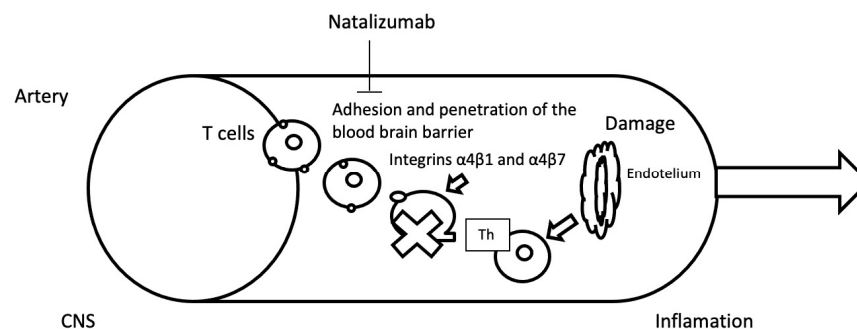 Natalizumab
Artery
T cells
Adhesion and penetration of the
blood brain barrier
Integrins α4β1 and α4β7
Damage
Endotelium
Th
CNS
Inflamation